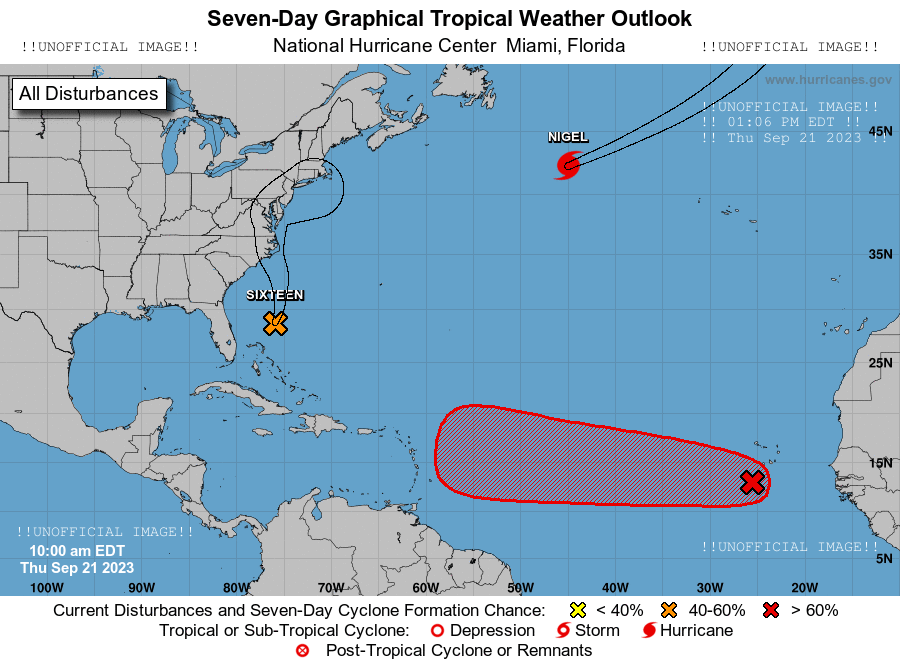 Seven-Day Graphical Tropical Weather Outlook
!!UNOFFICIAL IMAGE!! National Hurricane Center Miami, Florida !!UNOFFICIAL IMAGE!!
www.hurricanes.gov
All Disturbances
!!UNOFFICIAL IMAGE!!
!! 01:06 PM EDT !!
!! Thu Sep 21 2023 !!
45N
NIGEL
35N
SIXTEEN
25N
15N
!!UNOFFICIAL IMAGE!!
10:00 am EDT
Thu Sep 21 2023
!!UNOFFICIAL IMAGE!!
5N
100W 90W 80W 70W 60W 50W 40W 30W 20W
Current Disturbances and Seven-Day Cyclone Formation Chance: < 40% 40-60% > 60%
Tropical or Sub-Tropical Cyclone: Depression Storm Hurricane
Post-Tropical Cyclone or Remnants